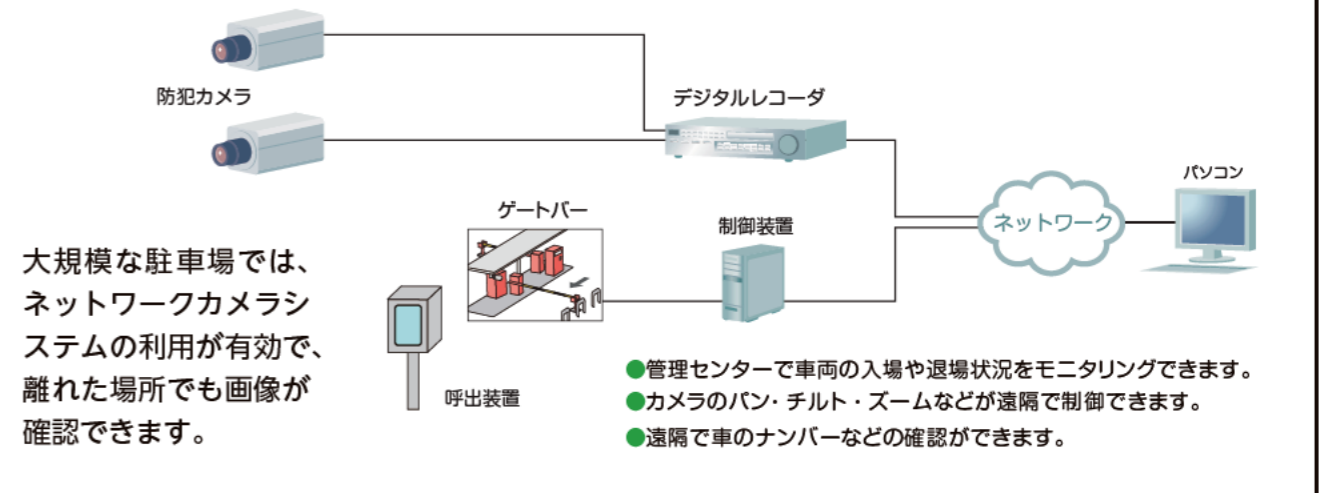 防犯カメラ
デジタルレコーダ
パソコン
ネットワーク
ゲートバー
制御装置
呼出装置
大規模な駐車場では、
ネットワークカメラシ
ステムの利用が有効で、
離れた場所でも画像が
確認できます。
●管理センターで車両の入場や退場状況をモニタリングできます。
●カメラのパン・チルト・ズームなどが遠隔で制御できます。
●遠隔で車のナンバーなどの確認ができます。